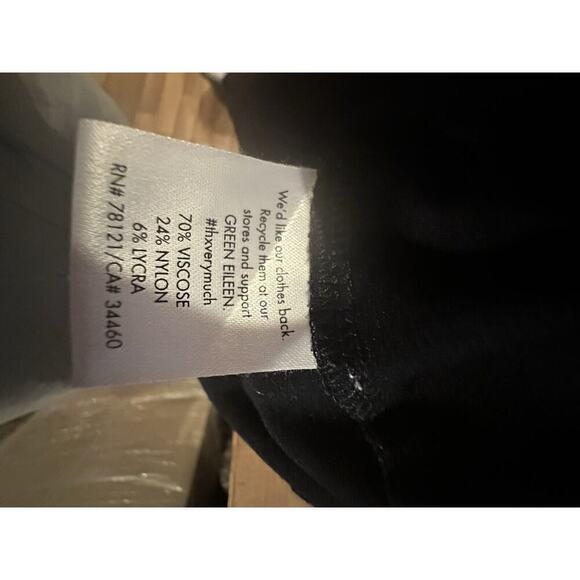 We'd like our clothes back.
Recycle them at our
stores and support
GREEN EILEEN.
#thxverymuch
70% VISCOSE
24% NYLON
6% LYCRA
RN# 78121/CA# 34460